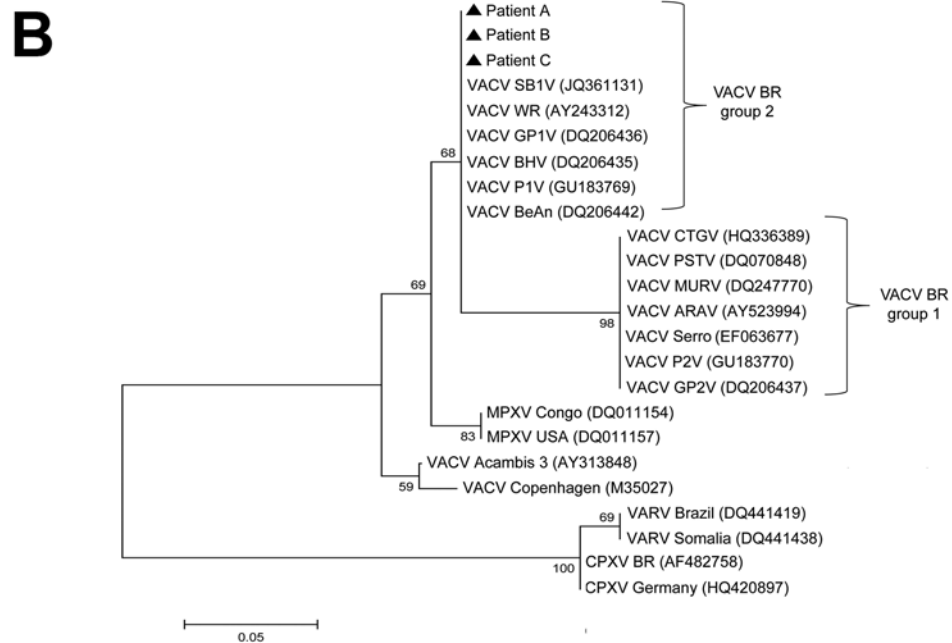 B
▲ Patient A
▲ Patient B
▲ Patient C
VACV SB1V (JQ361131)
VACV WR (AY243312)
VACV GP1V (DQ206436)
VACV BHV (DQ206435)
VACV P1V (GU183769)
VACV BeAn (DQ206442)
VACV BR
group 2
68
VACV CTGV (HQ336389)
VACV PSTV (DQ070848)
VACV MURV (DQ247770)
VACV ARAV (AY523994)
VACV Serro (EF063677)
VACV P2V (GU183770)
VACV GP2V (DQ206437)
VACV BR
group 1
69
98
MPXV Congo (DQ011154)
MPXV USA (DQ011157)
83
VACV Acambis 3 (AY313848)
VACV Copenhagen (M35027)
59
VARV Brazil (DQ441419)
VARV Somalia (DQ441438)
69
CPXV BR (AF482758)
CPXV Germany (HQ420897)
100
0.05